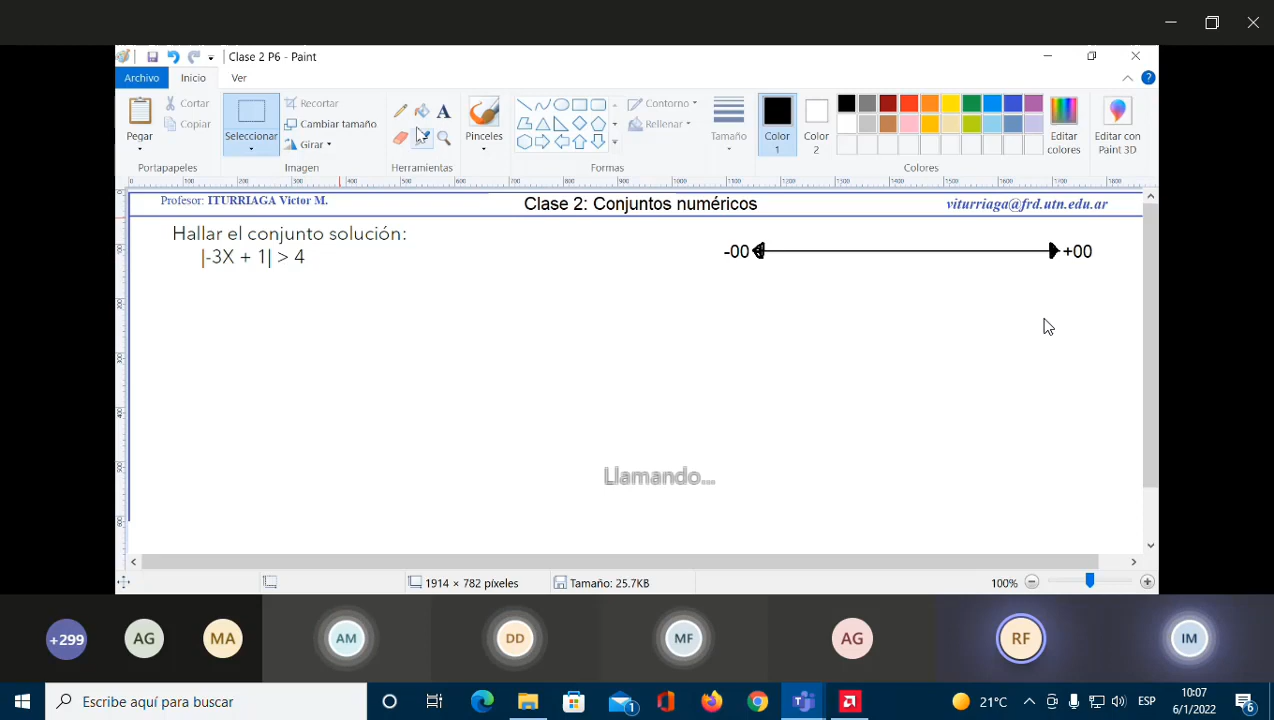 Clase 2 P6 - Paint
Archivo Inicio Ver
Pegar
Cortar
Copiar
Portapapeles
Seleccionar
Recortar
Cambiar tamaño
Girar
Imagen
A
Herramientas
Pinceles
Contorno
Rellenar
Formas
Tamaño
Color 1
Color 2
Editar colores
Colores
Editar con Paint 3D
Profesor: ITURRIAGA Victor M.
Clase 2: Conjuntos numéricos
viturriaga@frd.utn.edu.ar
Hallar el conjunto solución:
|-3X + 1| > 4
-00 +00
Llamando...
1914 × 782 píxeles
Tamaño: 25.7KB
100%
+299 AG MA AM DD MF AG RF IM
Escribe aquí para buscar
1
21°C
ESP
10:07
6/1/2022
6